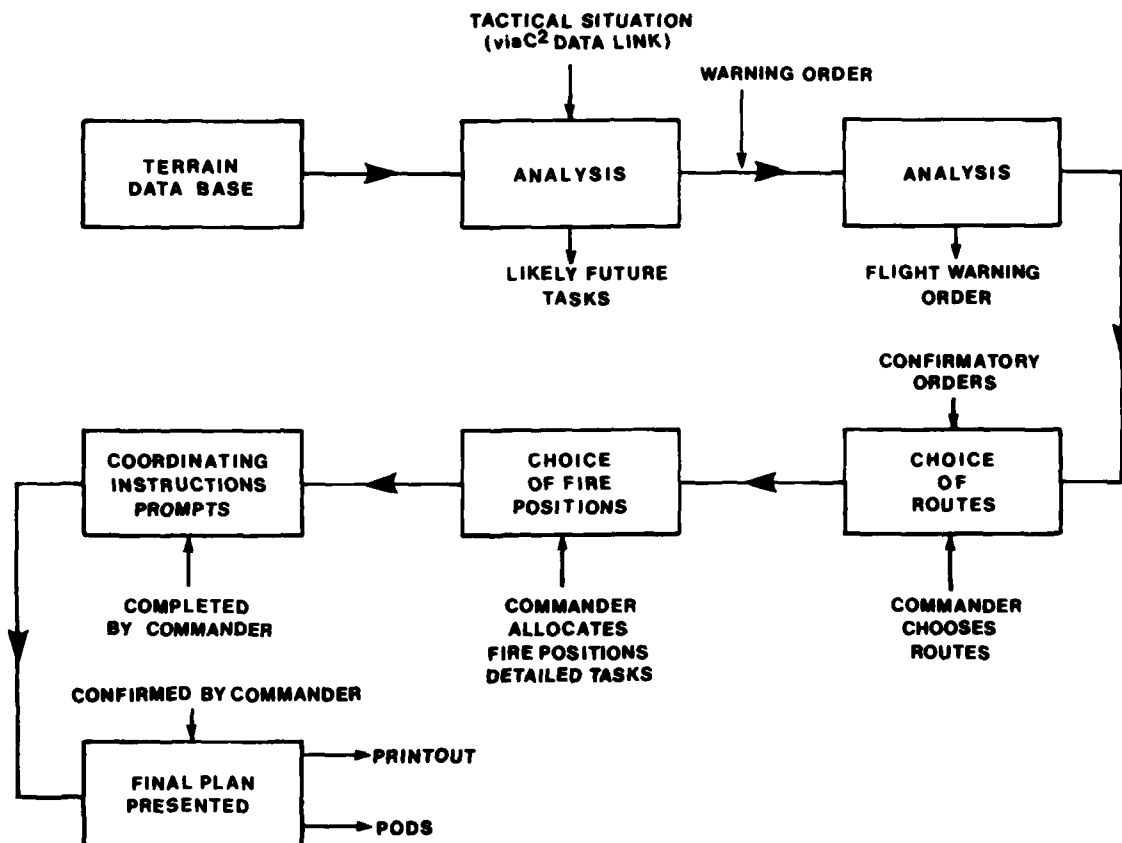 TACTICAL SITUATION
(via C² DATA LINK)
WARNING ORDER
TERRAIN
DATA BASE
ANALYSIS
ANALYSIS
LIKELY FUTURE
TASKS
FLIGHT WARNING
ORDER
CONFIRMATORY
ORDERS
COORDINATING
INSTRUCTIONS
PROMPTS
CHOICE
OF FIRE
POSITIONS
CHOICE
OF
ROUTES
COMPLETED
BY COMMANDER
COMMANDER
ALLOCATES
FIRE POSITIONS
DETAILED TASKS
COMMANDER
CHOOSES
ROUTES
CONFIRMED BY COMMANDER
FINAL PLAN
PRESENTED
PRINTOUT
PODS